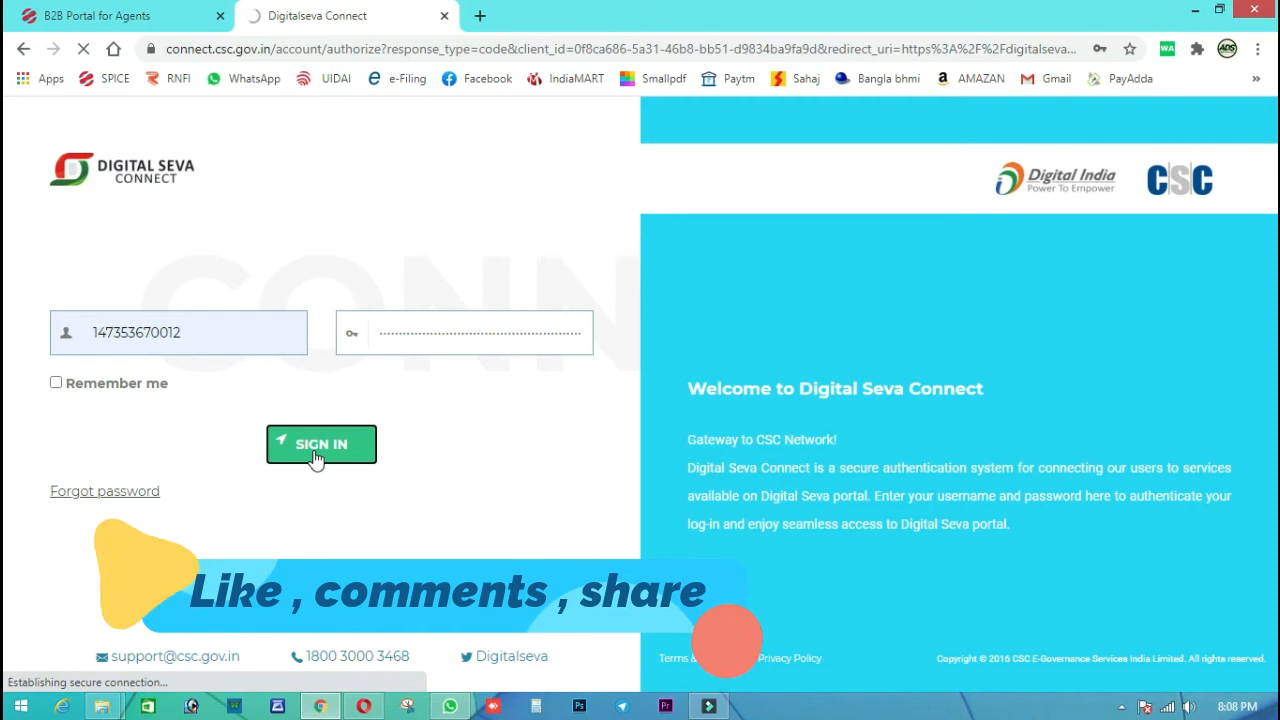 B2B Portal for Agents
Digitalseva Connect
connect.csc.gov.in/account/authorize?response_type=code&client_id=0f8ca686-5a31-46b8-bb51-d9834ba9fa9d&redirect_uri=https%3A%2F%2Fdigitalseva...
WA
ADS
Apps SPICE RNFI WhatsApp UIDAI e-Filing Facebook IndiaMART Smallpdf Paytm Sahaj Bangla bhmi AMAZAN Gmail PayAdda »
DIGITAL SEVA
CONNECT
Digital India
Power To Empower
CSC
CONN
147353670012
Remember me
SIGN IN
Forgot password
Welcome to Digital Seva Connect
Gateway to CSC Network!
Digital Seva Connect is a secure authentication system for connecting our users to services
available on Digital Seva portal. Enter your username and password here to authenticate your
log-in and enjoy seamless access to Digital Seva portal.
Like , comments , share
support@csc.gov.in
1800 3000 3468
Digitalseva
Terms &
Privacy Policy
Copyright © 2016 CSC E-Governance Services India Limited. All rights reserved.
Establishing secure connection...
Ps
Pr
8:08 PM